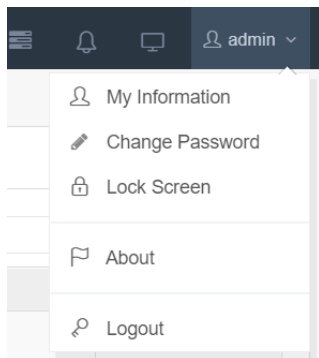 admin
My Information
Change Password
Lock Screen
About
Logout